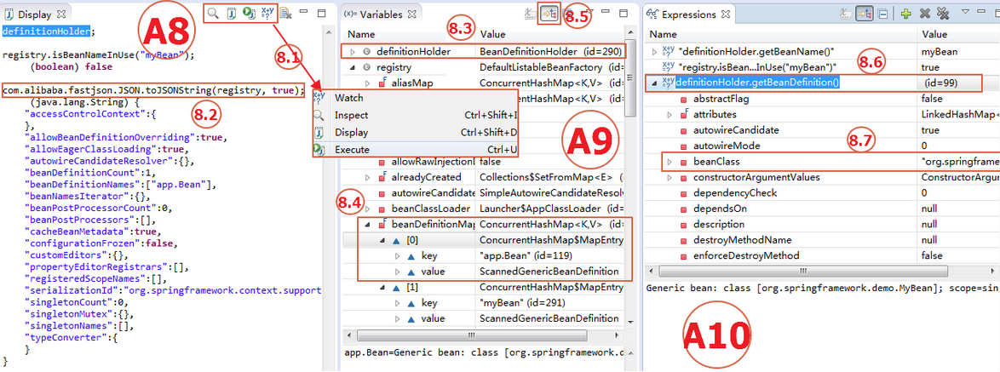 Display
A8
definitionHolder;
registry.isBeanNameInUse("myBean");
(boolean) false
8.1
com.alibaba.fastjson.JSON.toJSONString(registry, true);
(java.lang.String) {
8.2
"accessControlContext":{
},
"allowBeanDefinitionOverriding":true,
"allowEagerClassLoading":true,
"autowireCandidateResolver":{},
"beanDefinitionCount":1,
"beanDefinitionNames":["app.Bean"],
"beanNamesIterator":{},
"beanPostProcessorCount":0,
"beanPostProcessors":[],
"cacheBeanMetadata":true,
"configurationFrozen":false,
"customEditors":{},
"propertyEditorRegistrars":[],
"registeredScopeNames":[],
"serializationId":"org.springframework.context.support
"singletonCount":0,
"singletonMutex":{},
"singletonNames":[],
"typeConverter":{
}
}
Watch
Inspect Ctrl+Shift+I
Display Ctrl+Shift+D
Execute Ctrl+U
(x)= Variables
8.5
8.3
Name Value
definitionHolder BeanDefinitionHolder (id=290)
registry DefaultListableBeanFactory (id
aliasMap ConcurrentHashMap<K,V> (id=
ConcurrentHashMap<K,V> (id=
A9
allowRawInjection false
alreadyCreated Collections$SetFromMap<E> (
autowireCandidate SimpleAutowireCandidateResol
8.4
beanClassLoader Launcher$AppClassLoader (id=
beanDefinitionMap ConcurrentHashMap<K,V> (id=
[0] ConcurrentHashMap$MapEntry
key "app.Bean" (id=119)
value ScannedGenericBeanDefinition
[1] ConcurrentHashMap$MapEntry
key "myBean" (id=291)
value ScannedGenericBeanDefinition
app.Bean=Generic bean: class [org.springframework.d
Expressions
Name Value
"definitionHolder.getBeanName()" myBean
8.6
"registry.isBean...InUse("myBean")" true
definitionHolder.getBeanDefinition() (id=99)
abstractFlag false
attributes LinkedHashMap<
autowireCandidate true
8.7
autowireMode 0
beanClass "org.springframe
constructorArgumentValues ConstructorArgum
dependencyCheck 0
dependsOn null
description null
destroyMethodName null
enforceDestroyMethod false
Generic bean: class [org.springframework.demo.MyBean]; scope=sin
A10